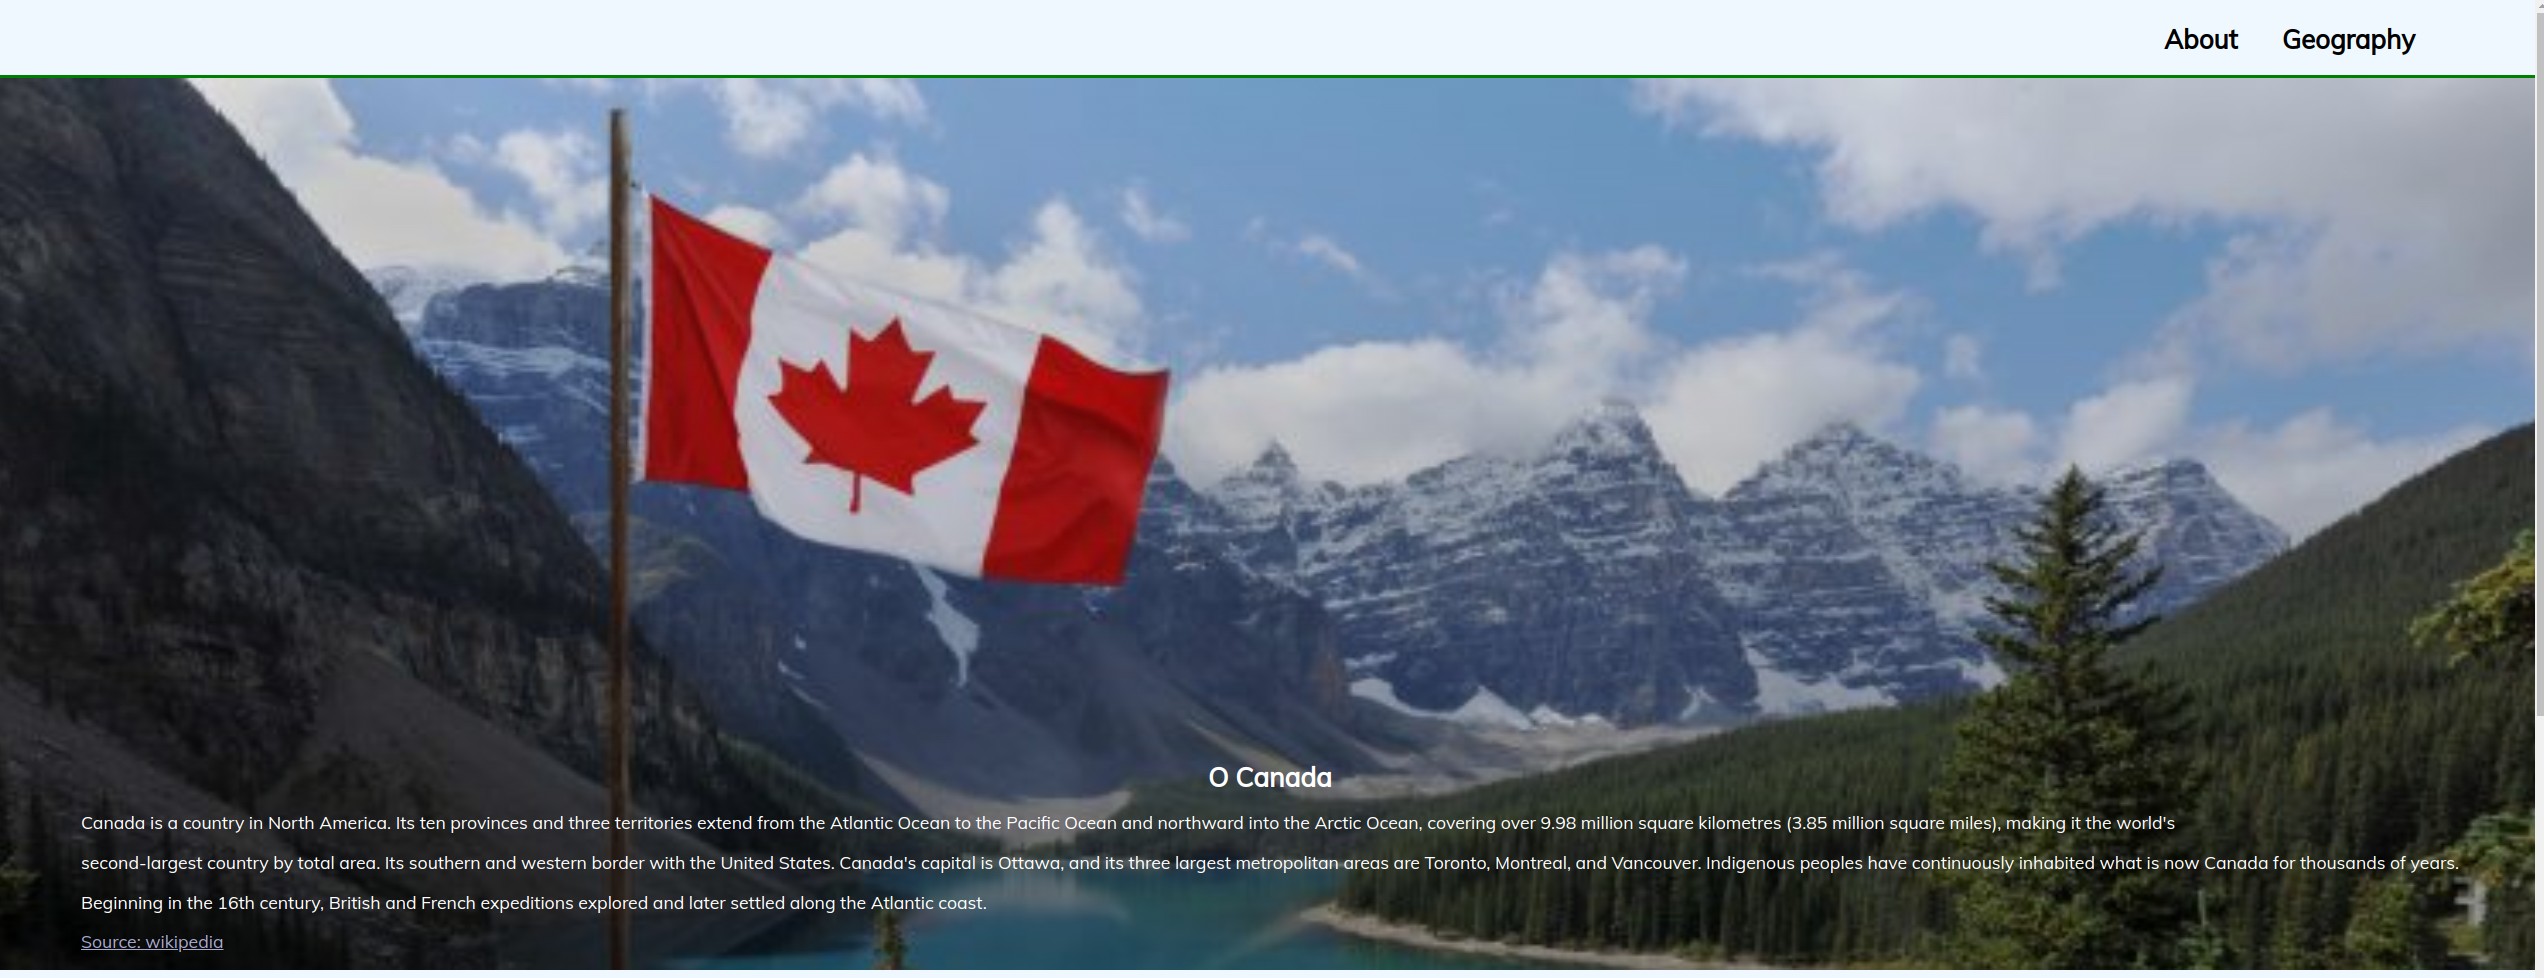 About Geography
O Canada
Canada is a country in North America. Its ten provinces and three territories extend from the Atlantic Ocean to the Pacific Ocean and northward into the Arctic Ocean, covering over 9.98 million square kilometres (3.85 million square miles), making it the world's
second-largest country by total area. Its southern and western border with the United States. Canada's capital is Ottawa, and its three largest metropolitan areas are Toronto, Montreal, and Vancouver. Indigenous peoples have continuously inhabited what is now Canada for thousands of years.
Beginning in the 16th century, British and French expeditions explored and later settled along the Atlantic coast.
Source: wikipedia